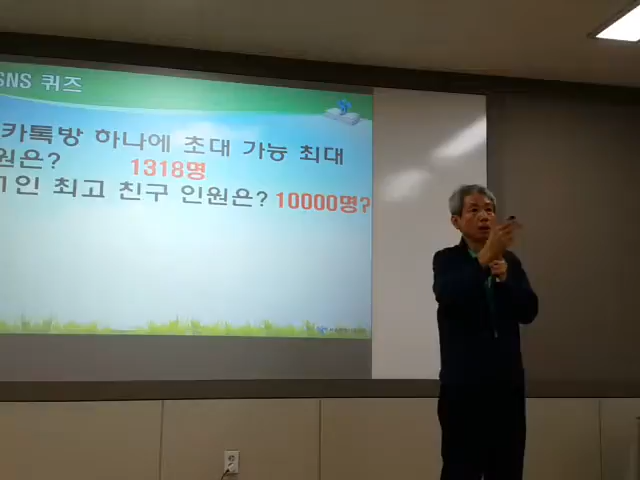 SNS 퀴즈
카톡방 하나에 초대 가능 최대
원은?
1318명
1인 최고 친구 인원은? 10000명?